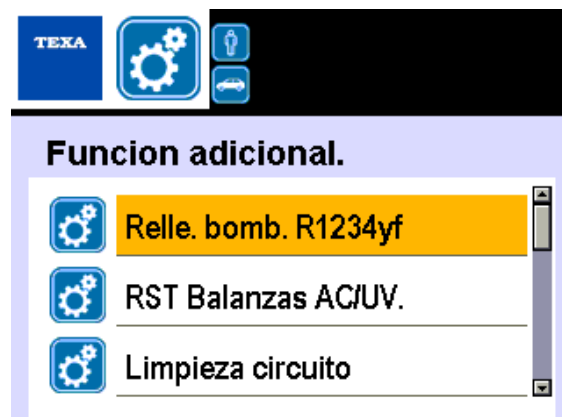 TEXA
Funcion adicional.
Relle. bomb. R1234yf
RST Balanzas AC/UV.
Limpieza circuito